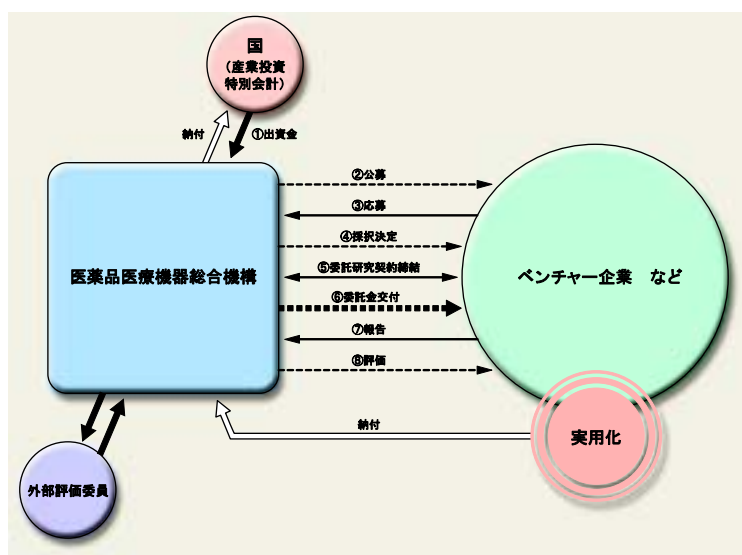 国
(産業投資
特別会計)
納付
①出資金
②公募
③応募
④採択決定
⑤委託研究契約締結
⑥委託金交付
⑦報告
⑧評価
医薬品医療機器総合機構
ベンチャー企業　など
納付
実用化
外部評価委員